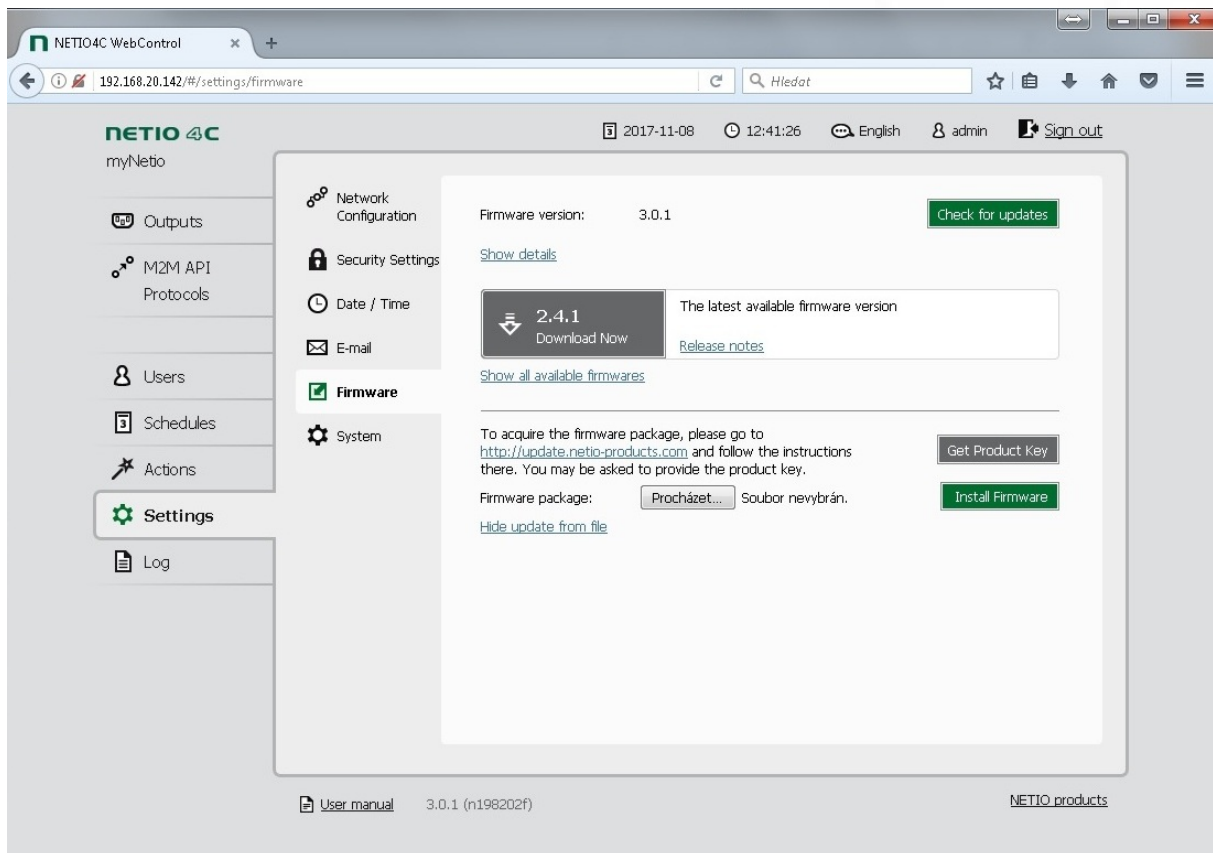 NETIO4C WebControl
192.168.20.142/#/settings/firmware
Hledat
NETIO 4C
myNetio
2017-11-08 12:41:26 English admin Sign out
Outputs
M2M API
Protocols
Users
Schedules
Actions
Settings
Log
Network
Configuration
Security Settings
Date / Time
E-mail
Firmware
System
Firmware version: 3.0.1
Check for updates
Show details
2.4.1
Download Now
The latest available firmware version
Release notes
Show all available firmwares
To acquire the firmware package, please go to
http://update.netio-products.com and follow the instructions
there. You may be asked to provide the product key.
Get Product Key
Firmware package: Procházet... Soubor nevybrán.
Install Firmware
Hide update from file
User manual 3.0.1 (n198202f)
NETIO products